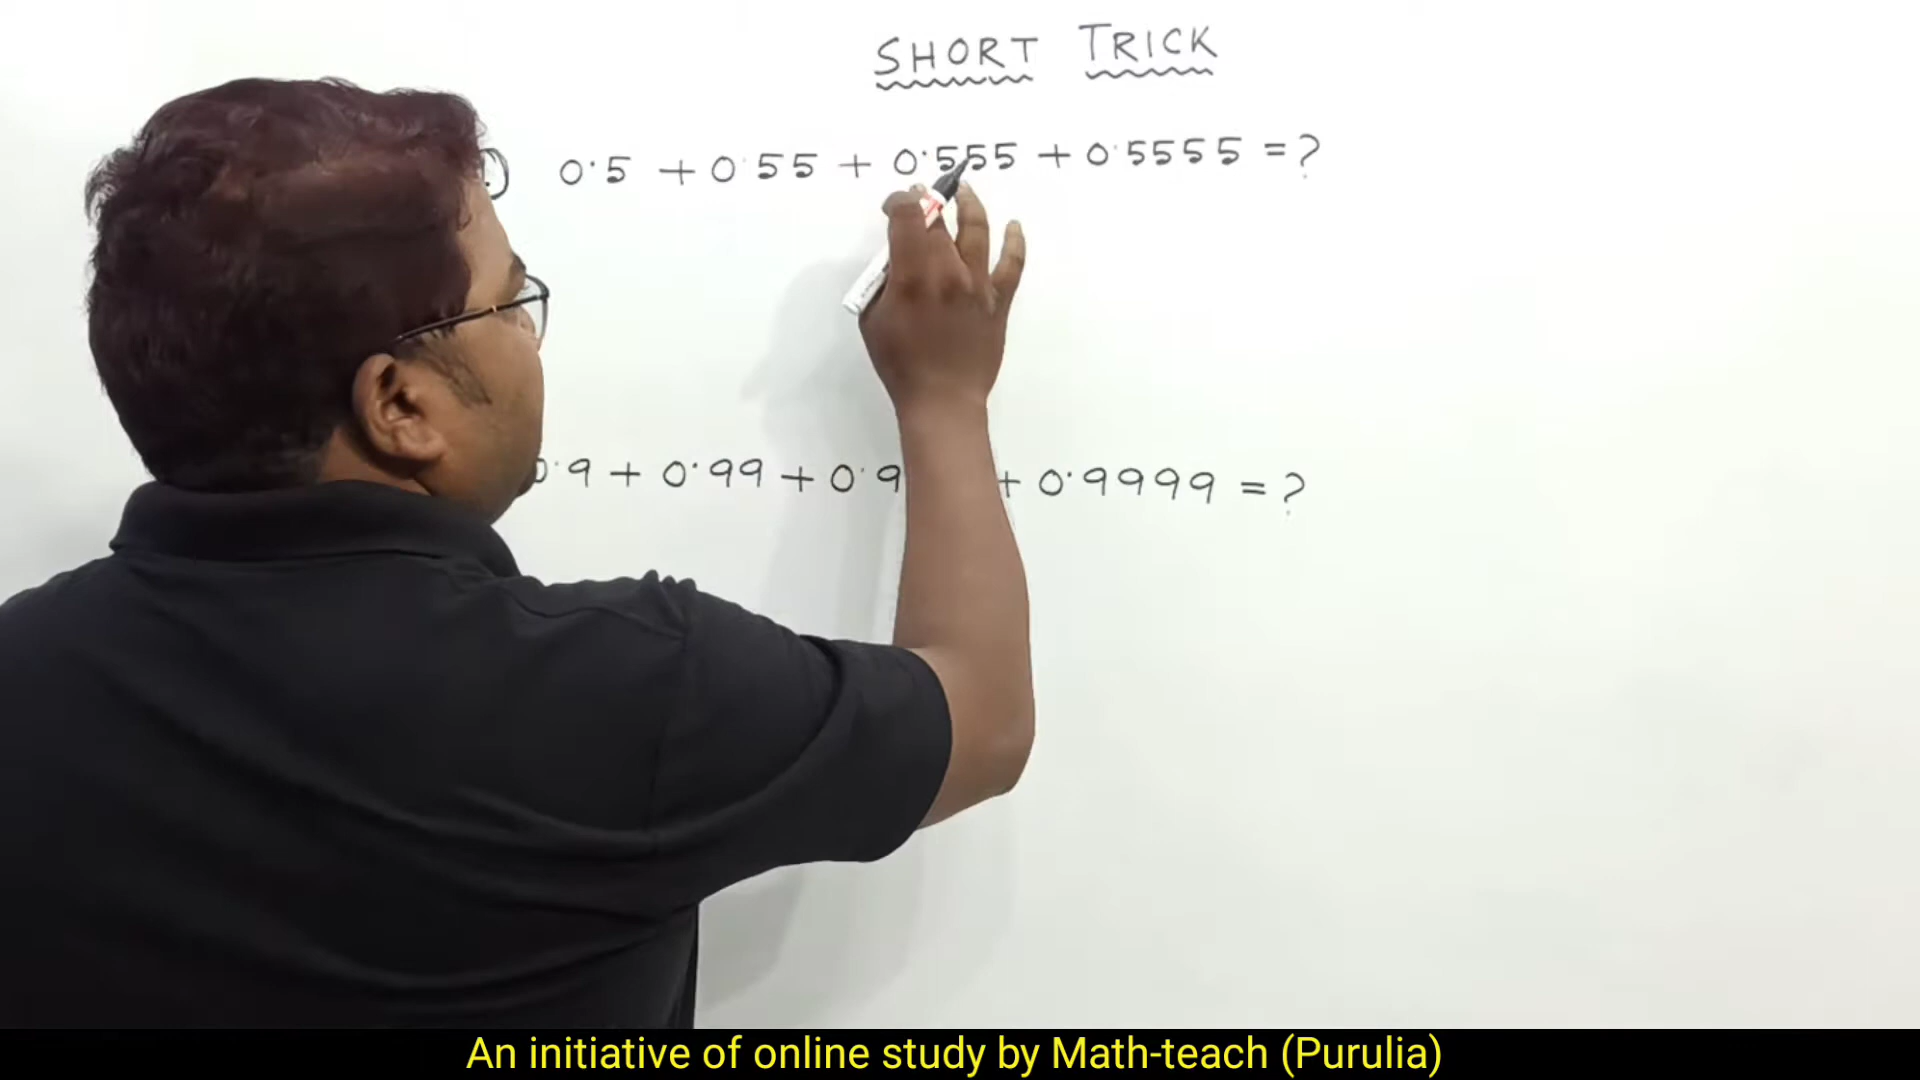 SHORT TRICK
0.5 + 0.55 + 0.555 + 0.5555 = ?
0.9 + 0.99 + 0.9 + 0.9999 = ?
An initiative of online study by Math-teach (Purulia)